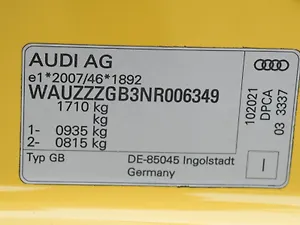 AUDI AG
e1*2007/46*1892
WAUZZZGB3NR006349
1710 kg
kg
1- 0935 kg
2- 0815 kg
Typ GB
DE-85045 Ingolstadt
Germany
I
102021
DPCA
03 3337